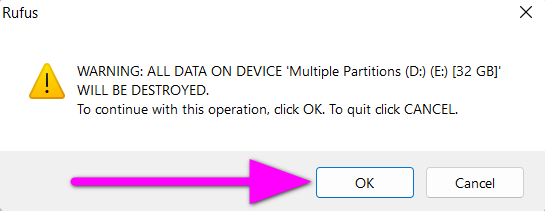 Rufus
WARNING: ALL DATA ON DEVICE 'Multiple Partitions (D:) (E:) [32 GB]'
WILL BE DESTROYED.
To continue with this operation, click OK. To quit click CANCEL.
OK
Cancel